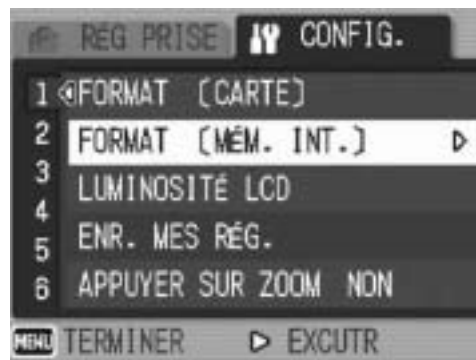 RÉG PRISE CONFIG.
1 FORMAT [CARTE]
2 FORMAT [MÉM. INT.]
3 LUMINOSITÉ LCD
4
5 ENR. MES RÉG.
6 APPUYER SUR ZOOM NON
MENU TERMINER EXCUTR